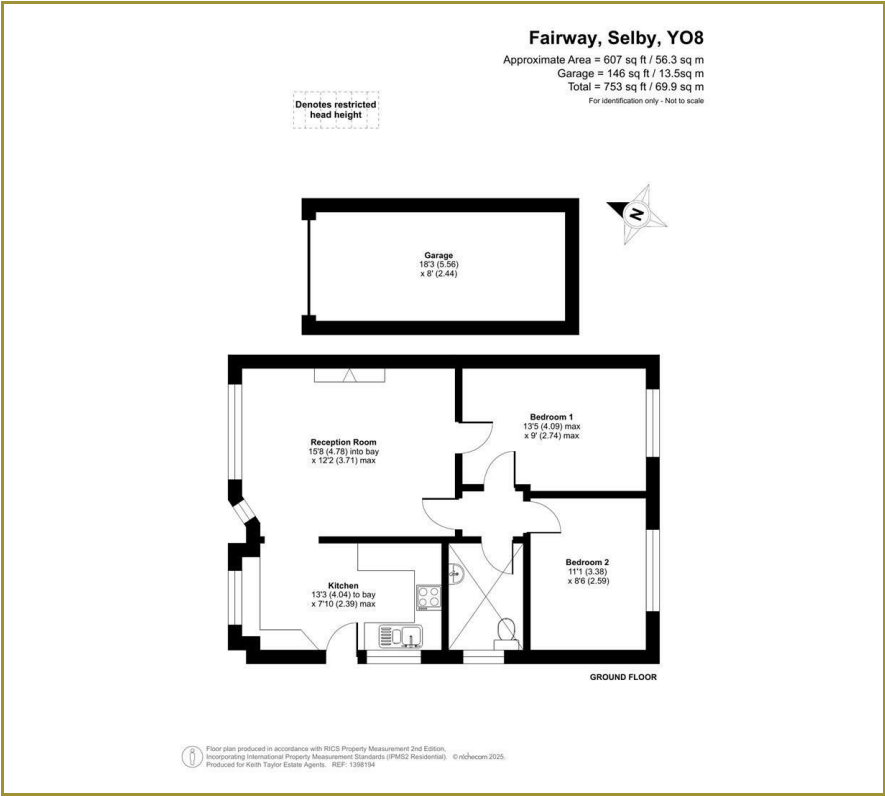 Fairway, Selby, YO8
Approximate Area = 607 sq ft / 56.3 sq m
Garage = 146 sq ft / 13.5sq m
Total = 753 sq ft / 69.9 sq m
For identification only - Not to scale
Denotes restricted
head height
N
Garage
18'3 (5.56)
x 8' (2.44)
Bedroom 1
13'5 (4.09) max
x 9' (2.74) max
Reception Room
15'8 (4.78) into bay
x 12'2 (3.71) max
Bedroom 2
11'1 (3.38)
x 8'6 (2.59)
Kitchen
13'3 (4.04) to bay
x 7'10 (2.39) max
GROUND FLOOR
Floor plan produced in accordance with RICS Property Measurement 2nd Edition,
Incorporating International Property Measurement Standards (IPMS2 Residential). © nichecom 2025.
Produced for Keith Taylor Estate Agents. REF: 1398194